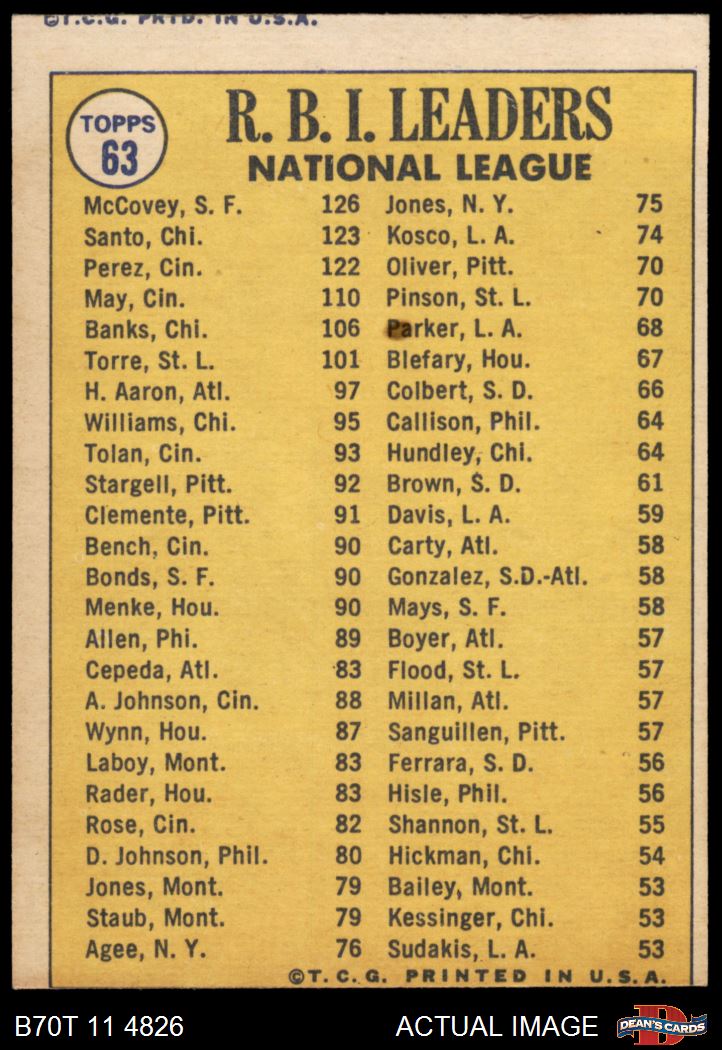 ©T.C.G. PRTD. IN U.S.A.
TOPPS
63
R. B. I. LEADERS
NATIONAL LEAGUE
McCovey, S. F. 126 Jones, N. Y. 75
Santo, Chi. 123 Kosco, L. A. 74
Perez, Cin. 122 Oliver, Pitt. 70
May, Cin. 110 Pinson, St. L. 70
Banks, Chi. 106 Parker, L. A. 68
Torre, St. L. 101 Blefary, Hou. 67
H. Aaron, Atl. 97 Colbert, S. D. 66
Williams, Chi. 95 Callison, Phil. 64
Tolan, Cin. 93 Hundley, Chi. 64
Stargell, Pitt. 92 Brown, S. D. 61
Clemente, Pitt. 91 Davis, L. A. 59
Bench, Cin. 90 Carty, Atl. 58
Bonds, S. F. 90 Gonzalez, S.D.-Atl. 58
Menke, Hou. 90 Mays, S. F. 58
Allen, Phi. 89 Boyer, Atl. 57
Cepeda, Atl. 83 Flood, St. L. 57
A. Johnson, Cin. 88 Millan, Atl. 57
Wynn, Hou. 87 Sanguillen, Pitt. 57
Laboy, Mont. 83 Ferrara, S. D. 56
Rader, Hou. 83 Hisle, Phil. 56
Rose, Cin. 82 Shannon, St. L. 55
D. Johnson, Phil. 80 Hickman, Chi. 54
Jones, Mont. 79 Bailey, Mont. 53
Staub, Mont. 79 Kessinger, Chi. 53
Agee, N. Y. 76 Sudakis, L. A. 53
©T. C. G. PRINTED IN U. S. A.
B70T 11 4826 ACTUAL IMAGE DEAN'S CARDS